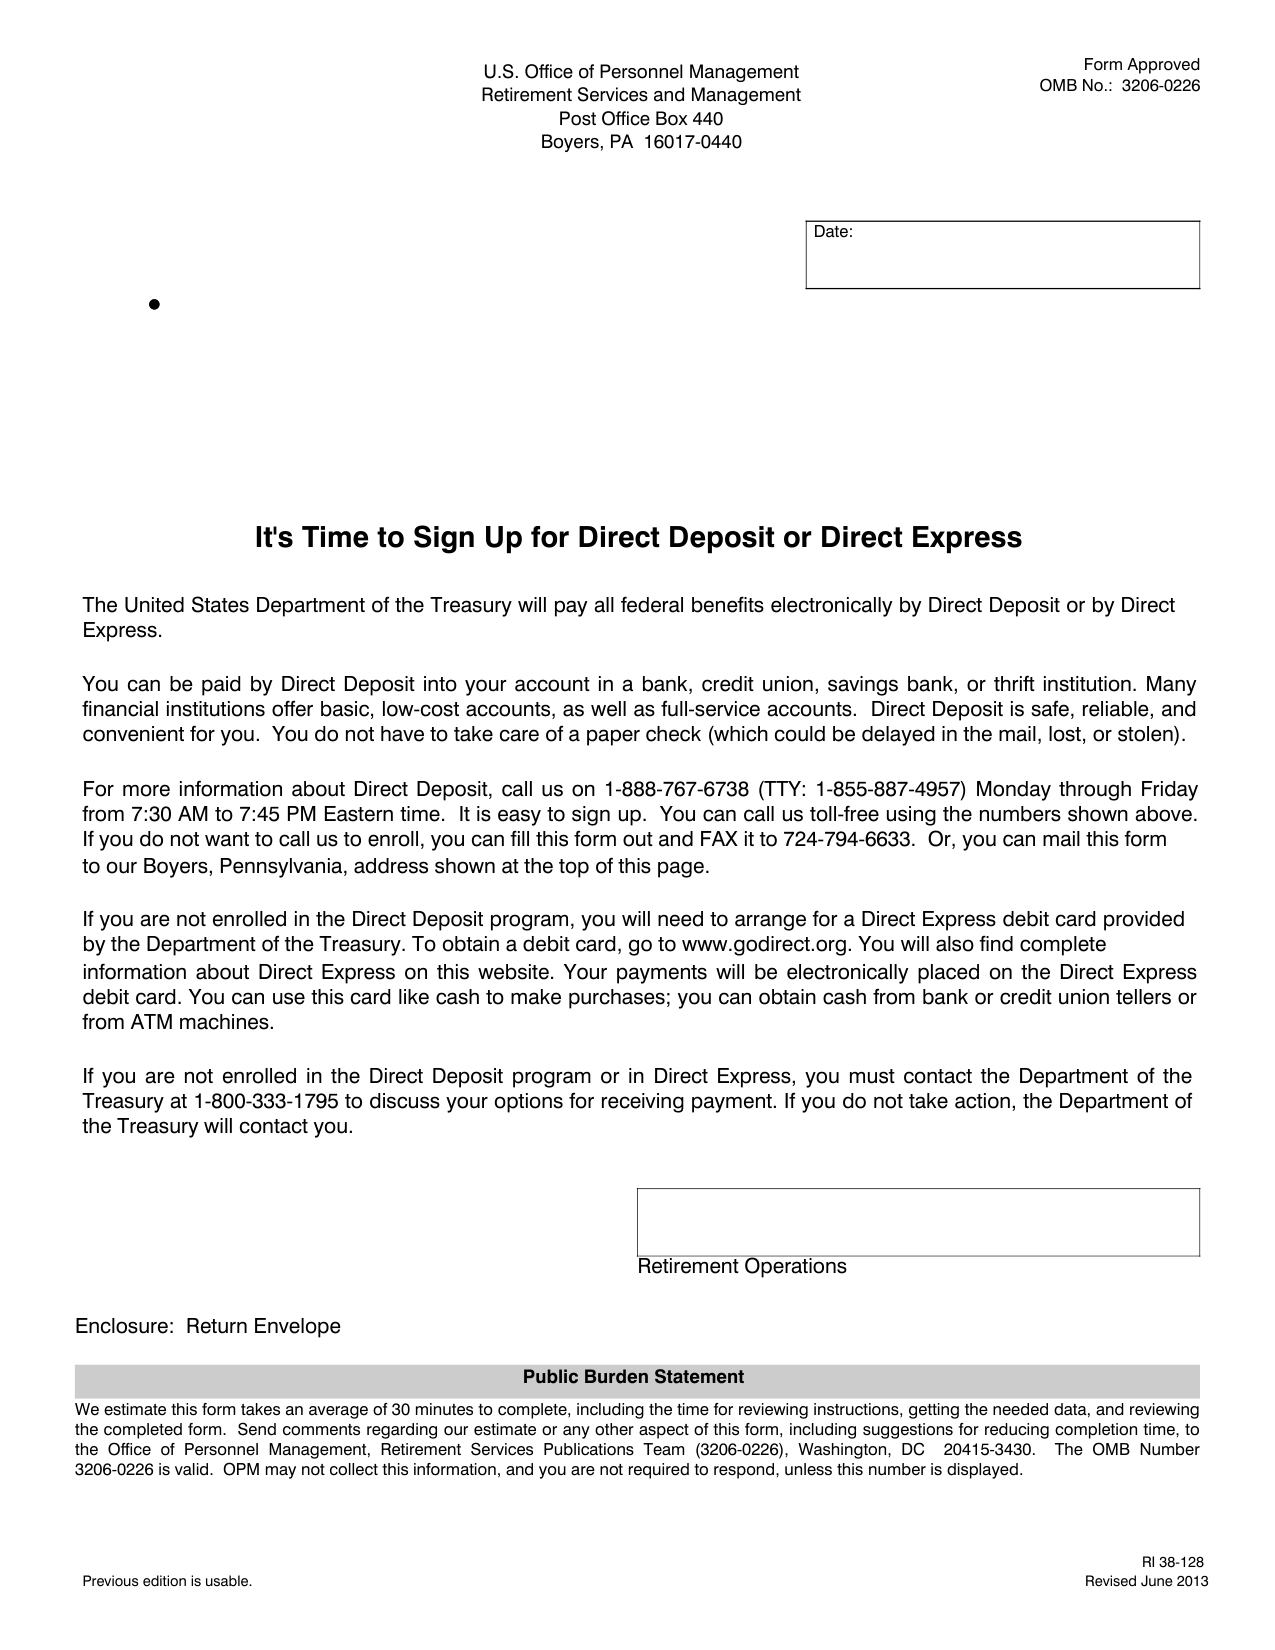 U.S. Office of Personnel Management
Retirement Services and Management
Post Office Box 440
Boyers, PA  16017-0440
Form Approved
OMB No.:  3206-0226
Date:
●
It's Time to Sign Up for Direct Deposit or Direct Express
The United States Department of the Treasury will pay all federal benefits electronically by Direct Deposit or by Direct
Express.
You can be paid by Direct Deposit into your account in a bank, credit union, savings bank, or thrift institution. Many
financial institutions offer basic, low-cost accounts, as well as full-service accounts.  Direct Deposit is safe, reliable, and
convenient for you.  You do not have to take care of a paper check (which could be delayed in the mail, lost, or stolen).
For more information about Direct Deposit, call us on 1-888-767-6738 (TTY: 1-855-887-4957) Monday through Friday
from 7:30 AM to 7:45 PM Eastern time.  It is easy to sign up.  You can call us toll-free using the numbers shown above.
If you do not want to call us to enroll, you can fill this form out and FAX it to 724-794-6633.  Or, you can mail this form
to our Boyers, Pennsylvania, address shown at the top of this page.
If you are not enrolled in the Direct Deposit program, you will need to arrange for a Direct Express debit card provided
by the Department of the Treasury. To obtain a debit card, go to www.godirect.org. You will also find complete
information about Direct Express on this website. Your payments will be electronically placed on the Direct Express
debit card. You can use this card like cash to make purchases; you can obtain cash from bank or credit union tellers or
from ATM machines.
If you are not enrolled in the Direct Deposit program or in Direct Express, you must contact the Department of the
Treasury at 1-800-333-1795 to discuss your options for receiving payment. If you do not take action, the Department of
the Treasury will contact you.
Retirement Operations
Enclosure:  Return Envelope
Public Burden Statement
We estimate this form takes an average of 30 minutes to complete, including the time for reviewing instructions, getting the needed data, and reviewing
the completed form.  Send comments regarding our estimate or any other aspect of this form, including suggestions for reducing completion time, to
the Office of Personnel Management, Retirement Services Publications Team (3206-0226), Washington, DC  20415-3430.  The OMB Number
3206-0226 is valid.  OPM may not collect this information, and you are not required to respond, unless this number is displayed.
Previous edition is usable.
RI 38-128
Revised June 2013